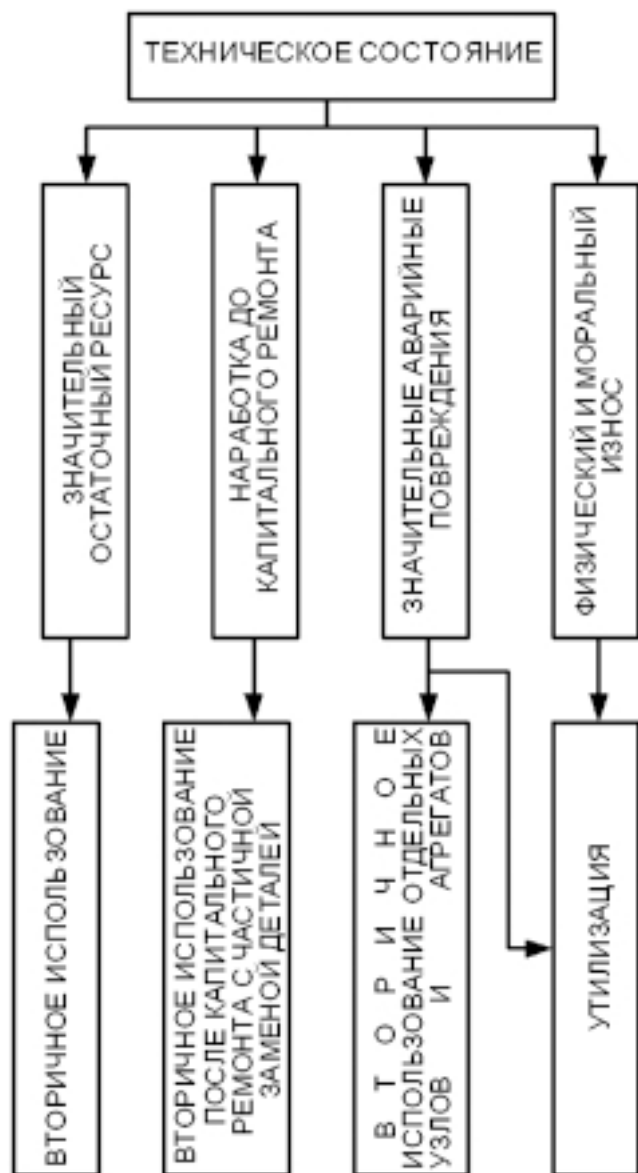 ТЕХНИЧЕСКОЕ СОСТОЯНИЕ
ЗНАЧИТЕЛЬНЫЙ
ОСТАТОЧНЫЙ РЕСУРС
НАРАБОТКА ДО
КАПИТАЛЬНОГО РЕМОНТА
ЗНАЧИТЕЛЬНЫЕ АВАРИЙНЫЕ
ПОВРЕЖДЕНИЯ
ФИЗИЧЕСКИЙ И МОРАЛЬНЫЙ
ИЗНОС
ВТОРИЧНОЕ ИСПОЛЬЗОВАНИЕ
ВТОРИЧНОЕ ИСПОЛЬЗОВАНИЕ
ПОСЛЕ КАПИТАЛЬНОГО
РЕМОНТА С ЧАСТИЧНОЙ
ЗАМЕНОЙ ДЕТАЛЕЙ
ВТОРИЧНОЕ
ИСПОЛЬЗОВАНИЕ ОТДЕЛЬНЫХ
УЗЛОВ И АГРЕГАТОВ
УТИЛИЗАЦИЯ